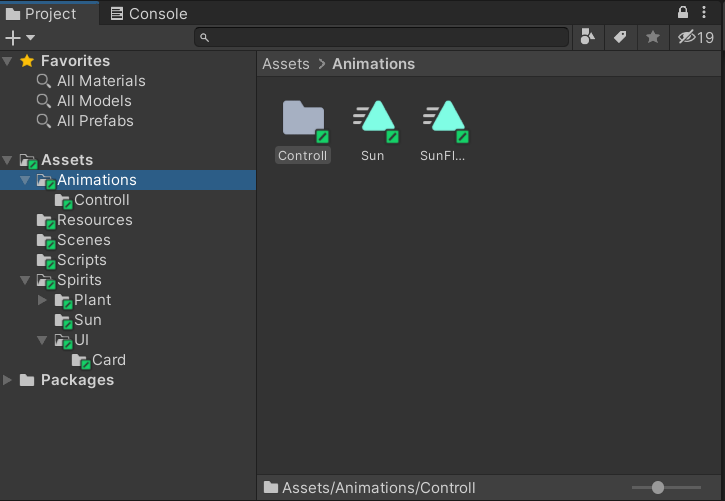 Project Console
19
Favorites
All Materials
All Models
All Prefabs
Assets
Animations
Controll
Resources
Scenes
Scripts
Spirits
Plant
Sun
UI
Card
Packages
Assets > Animations
Controll Sun SunFl...
Assets/Animations/Controll